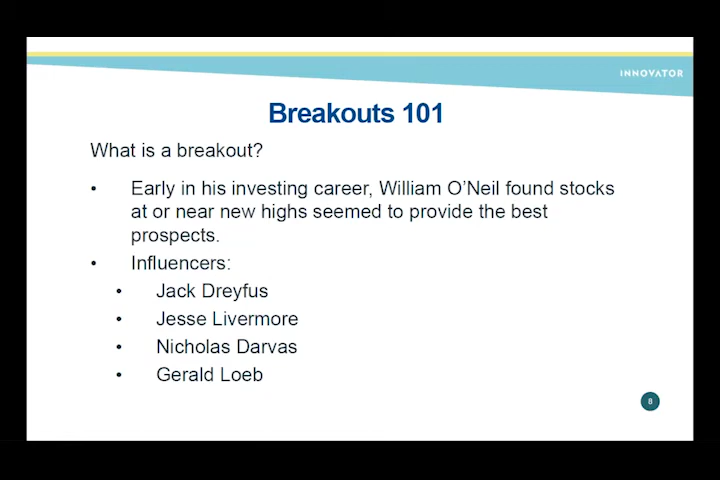 INNOVATOR
Breakouts 101
What is a breakout?
• Early in his investing career, William O’Neil found stocks
at or near new highs seemed to provide the best
prospects.
• Influencers:
• Jack Dreyfus
• Jesse Livermore
• Nicholas Darvas
• Gerald Loeb
8